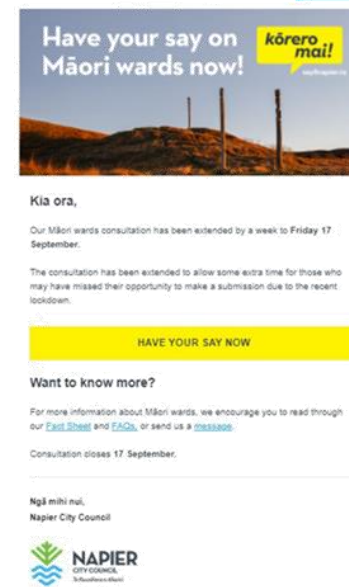 Have your say on
Māori wards now!
kōrero
mai!
Kia ora,
Our Māori wards consultation has been extended by a week to Friday 17
September.
The consultation has been extended to allow some extra time for those who
may have missed their opportunity to make a submission due to the recent
lockdown.
HAVE YOUR SAY NOW
Want to know more?
For more information about Māori wards, we encourage you to read through
our Fact Sheet and FAQs, or send us a message.
Consultation closes 17 September.
Ngā mihi nui,
Napier City Council
NAPIER
CITY COUNCIL